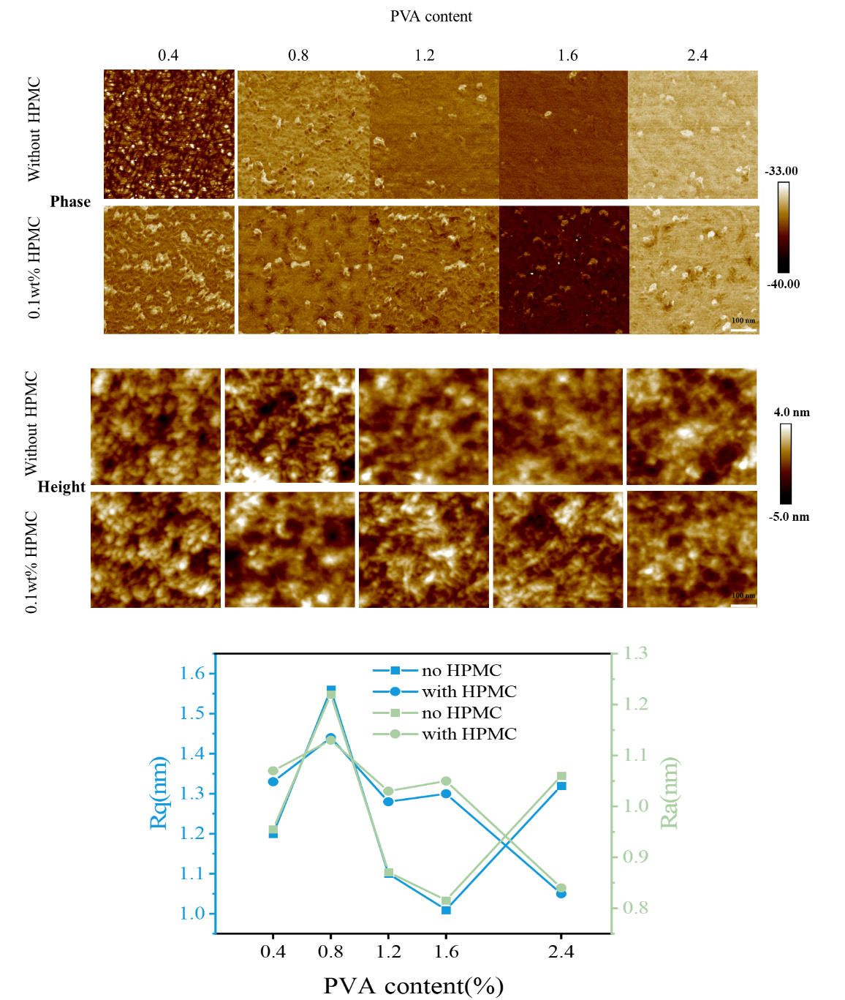 PVA content
0.4 0.8 1.2 1.6 2.4
Without HPMC
-33.00
Phase
0.1wt% HPMC
-40.00
100 nm
Without HPMC
4.0 nm
Height
-5.0 nm
0.1wt% HPMC
100 nm
1.6
1.5
1.4
1.3
1.2
1.1
1.0
Rq(nm)
no HPMC
with HPMC
no HPMC
with HPMC
1.3
1.2
1.1
1.0
0.9
0.8
Ra(nm)
0.4 0.8 1.2 1.6 2.4
PVA content(%)